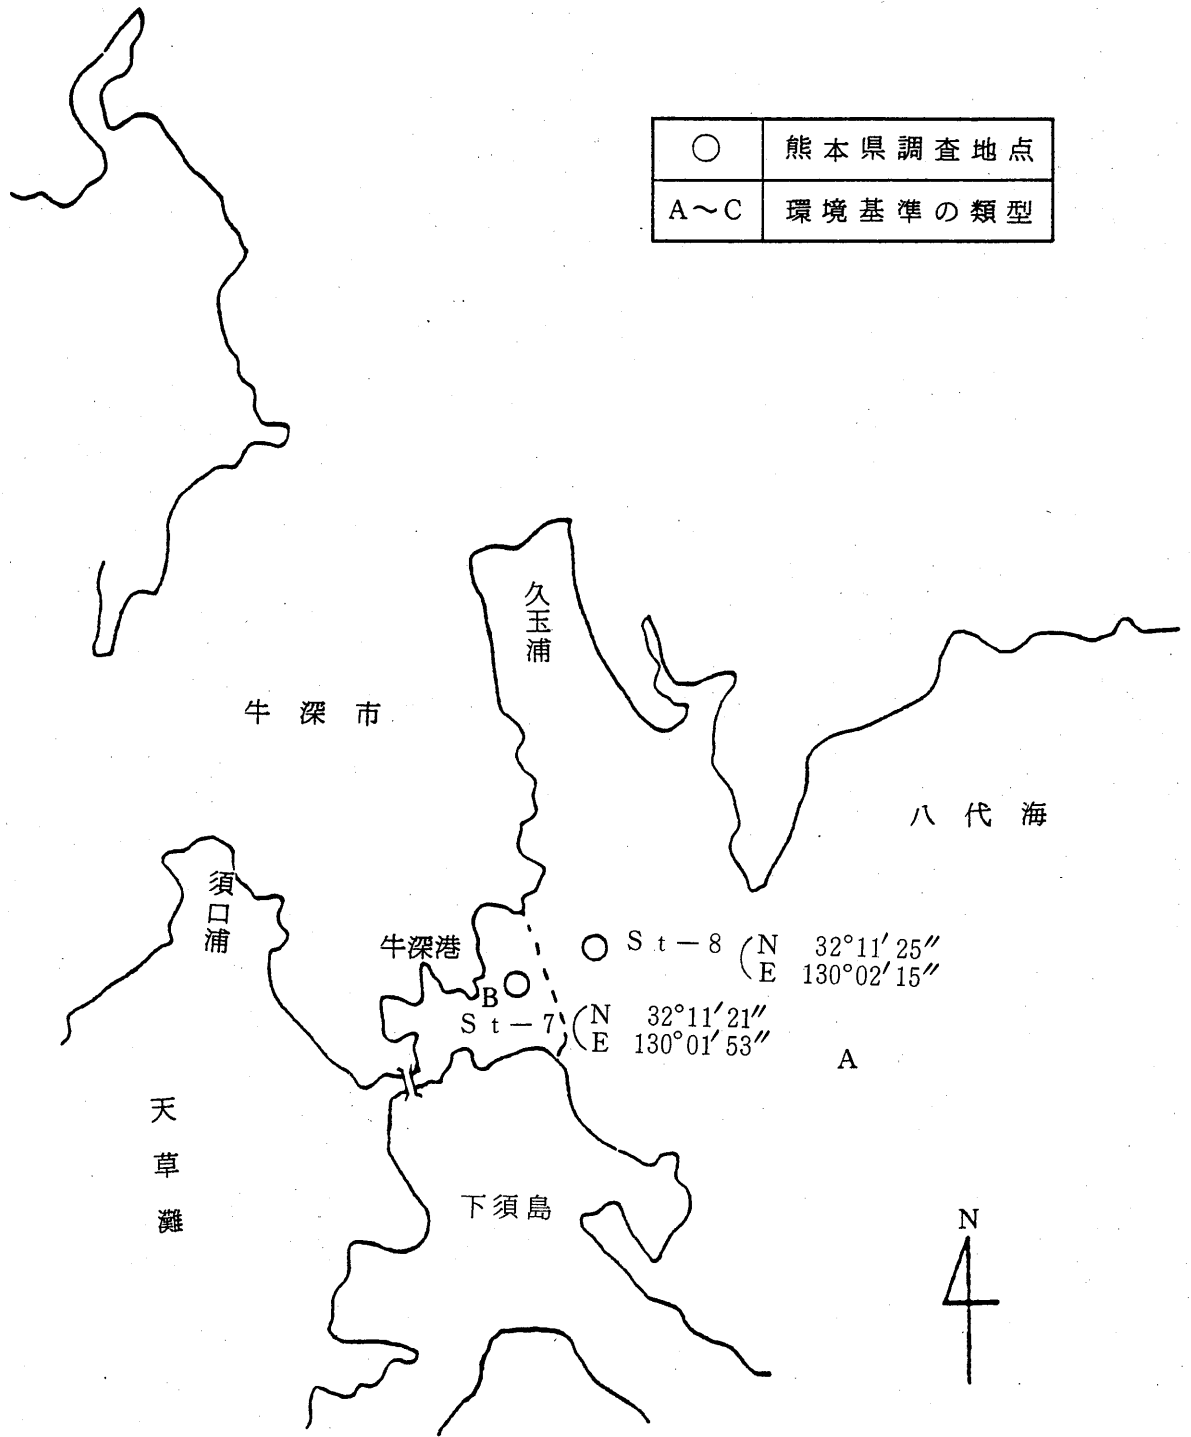 ○ 熊本県調査地点
A～C 環境基準の類型
久玉浦
牛深市
八代海
須口浦
牛深港
St－8 (N 32°11′25″
E 130°02′15″
B
St－7 (N 32°11′21″
E 130°01′53″
A
天草灘
下須島
N